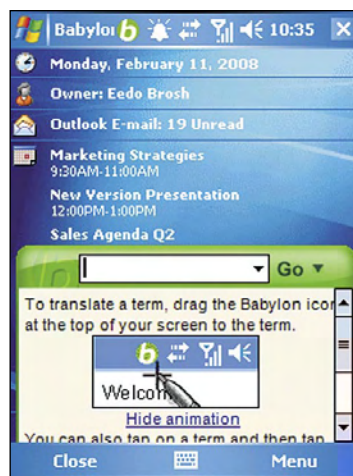 Babylon 10:35
Monday, February 11, 2008
Owner: Eedo Brosh
Outlook E-mail: 19 Unread
Marketing Strategies
9:30AM-11:00AM
New Version Presentation
12:00PM-1:00PM
Sales Agenda Q2
Go
To translate a term, drag the Babylon icon
at the top of your screen to the term.
Welcom
Hide animation
You can also tap on a term and then tap
Close Menu